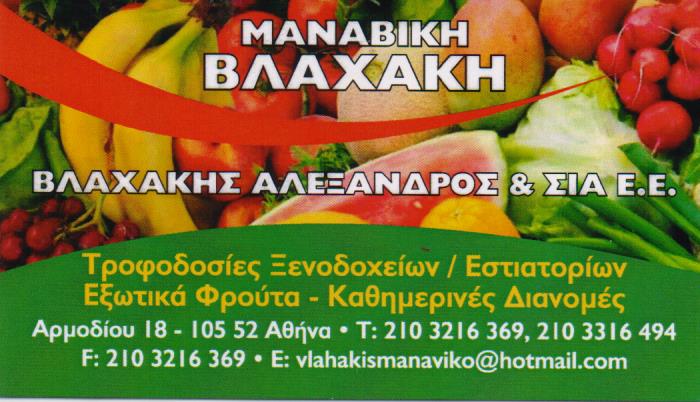 ΜΑΝΑΒΙΚΗ
ΒΛΑΧΑΚΗ
ΒΛΑΧΑΚΗΣ ΑΛΕΞΑΝΔΡΟΣ & ΣΙΑ Ε.Ε.
Τροφοδοσίες Ξενοδοχείων / Εστιατορίων
Εξωτικά Φρούτα - Καθημερινές Διανομές
Αρμοδίου 18 - 105 52 Αθήνα • Τ: 210 3216 369, 210 3316 494
F: 210 3216 369 • E: vlahakismanaviko@hotmail.com